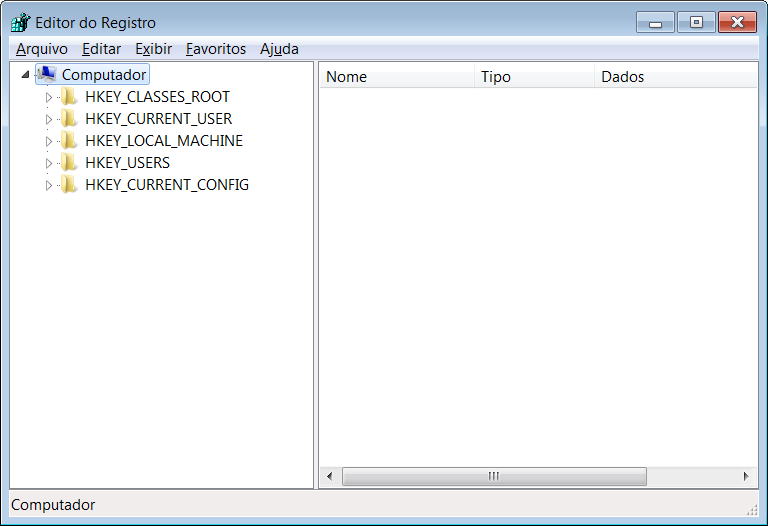 Editor do Registro
Arquivo Editar Exibir Favoritos Ajuda
Computador
HKEY_CLASSES_ROOT
HKEY_CURRENT_USER
HKEY_LOCAL_MACHINE
HKEY_USERS
HKEY_CURRENT_CONFIG
Nome Tipo Dados
Computador